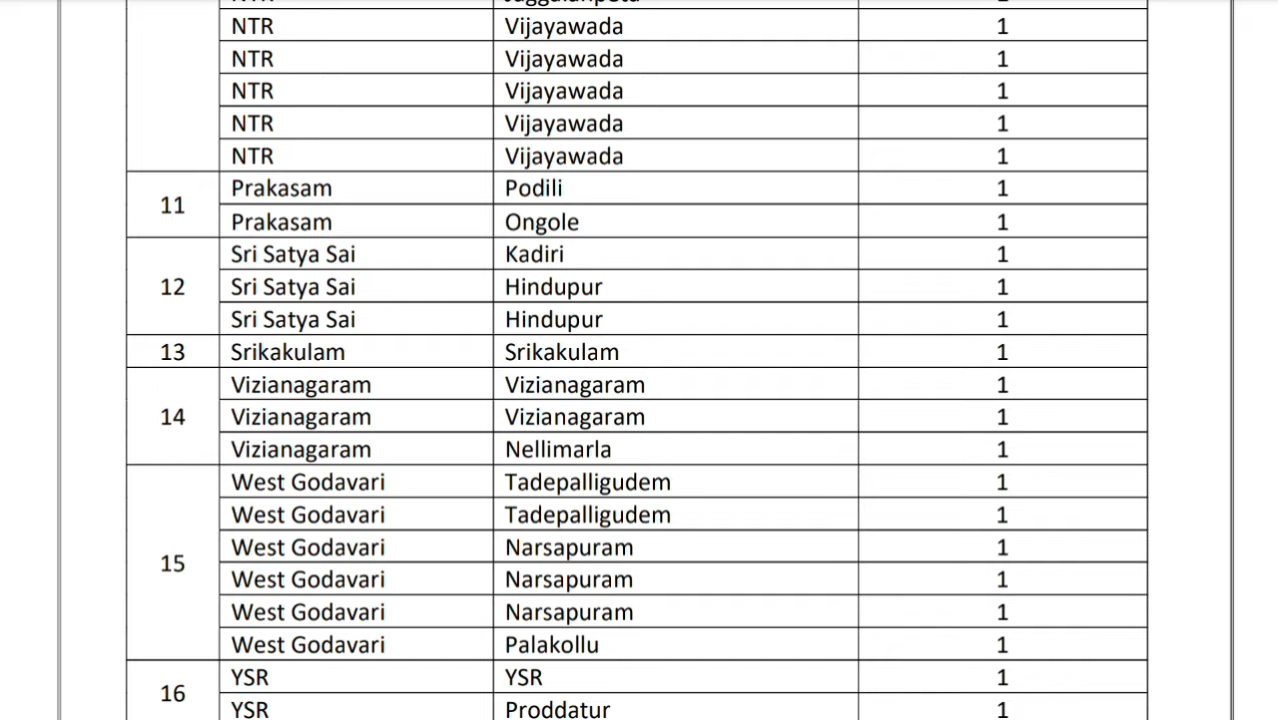 NTR Vijayawada 1
NTR Vijayawada 1
NTR Vijayawada 1
NTR Vijayawada 1
NTR Vijayawada 1
11 Prakasam Podili 1
Prakasam Ongole 1
12 Sri Satya Sai Kadiri 1
Sri Satya Sai Hindupur 1
Sri Satya Sai Hindupur 1
13 Srikakulam Srikakulam 1
Vizianagaram Vizianagaram 1
14 Vizianagaram Vizianagaram 1
Vizianagaram Nellimarla 1
West Godavari Tadepalligudem 1
West Godavari Tadepalligudem 1
15 West Godavari Narsapuram 1
West Godavari Narsapuram 1
West Godavari Narsapuram 1
West Godavari Palakollu 1
16 YSR YSR 1
YSR Proddatur 1